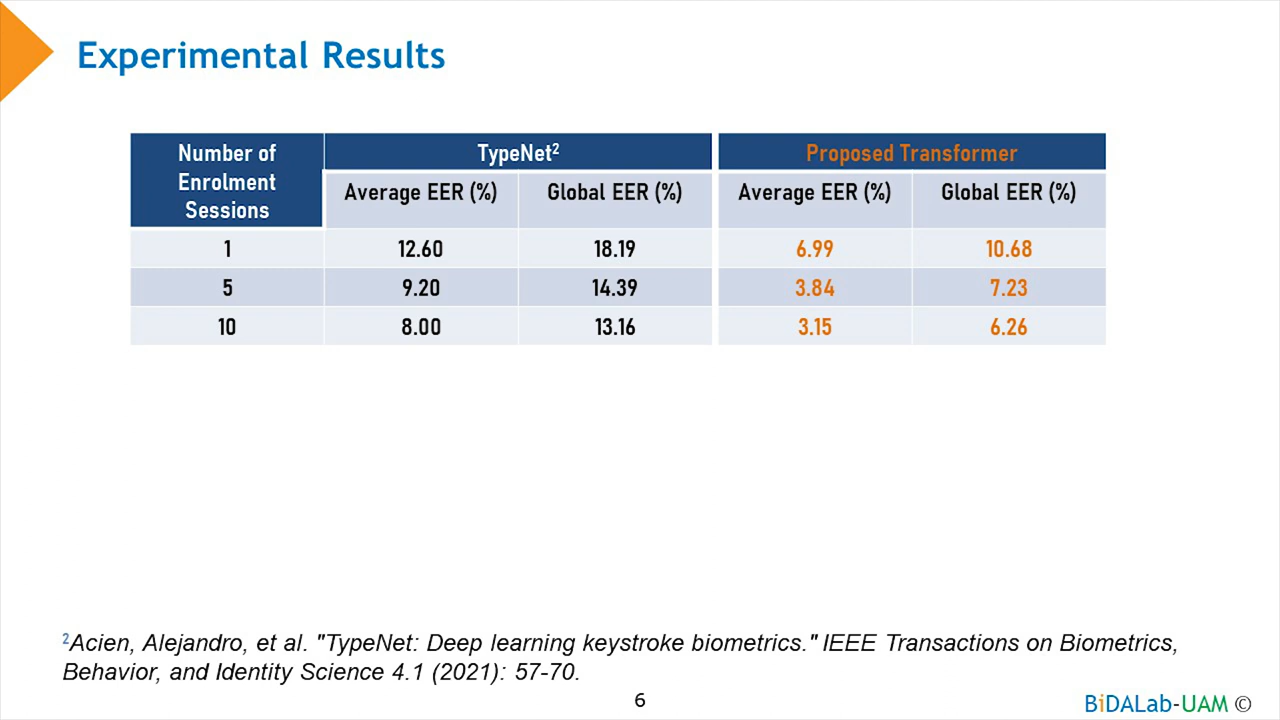 Experimental Results
Number of Enrolment Sessions TypeNet2 Proposed Transformer
Average EER (%) Global EER (%) Average EER (%) Global EER (%)
1 12.60 18.19 6.99 10.68
5 9.20 14.39 3.84 7.23
10 8.00 13.16 3.15 6.26
2Acien, Alejandro, et al. "TypeNet: Deep learning keystroke biometrics." IEEE Transactions on Biometrics,
Behavior, and Identity Science 4.1 (2021): 57-70.
6
BiDALab-UAM ©